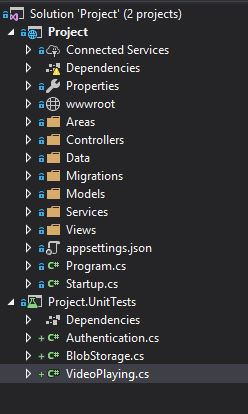 Solution 'Project' (2 projects)
Project
Connected Services
Dependencies
Properties
wwwroot
Areas
Controllers
Data
Migrations
Models
Services
Views
appsettings.json
C# Program.cs
C# Startup.cs
Project.UnitTests
Dependencies
+ C# Authentication.cs
+ C# BlobStorage.cs
+ C# VideoPlaying.cs